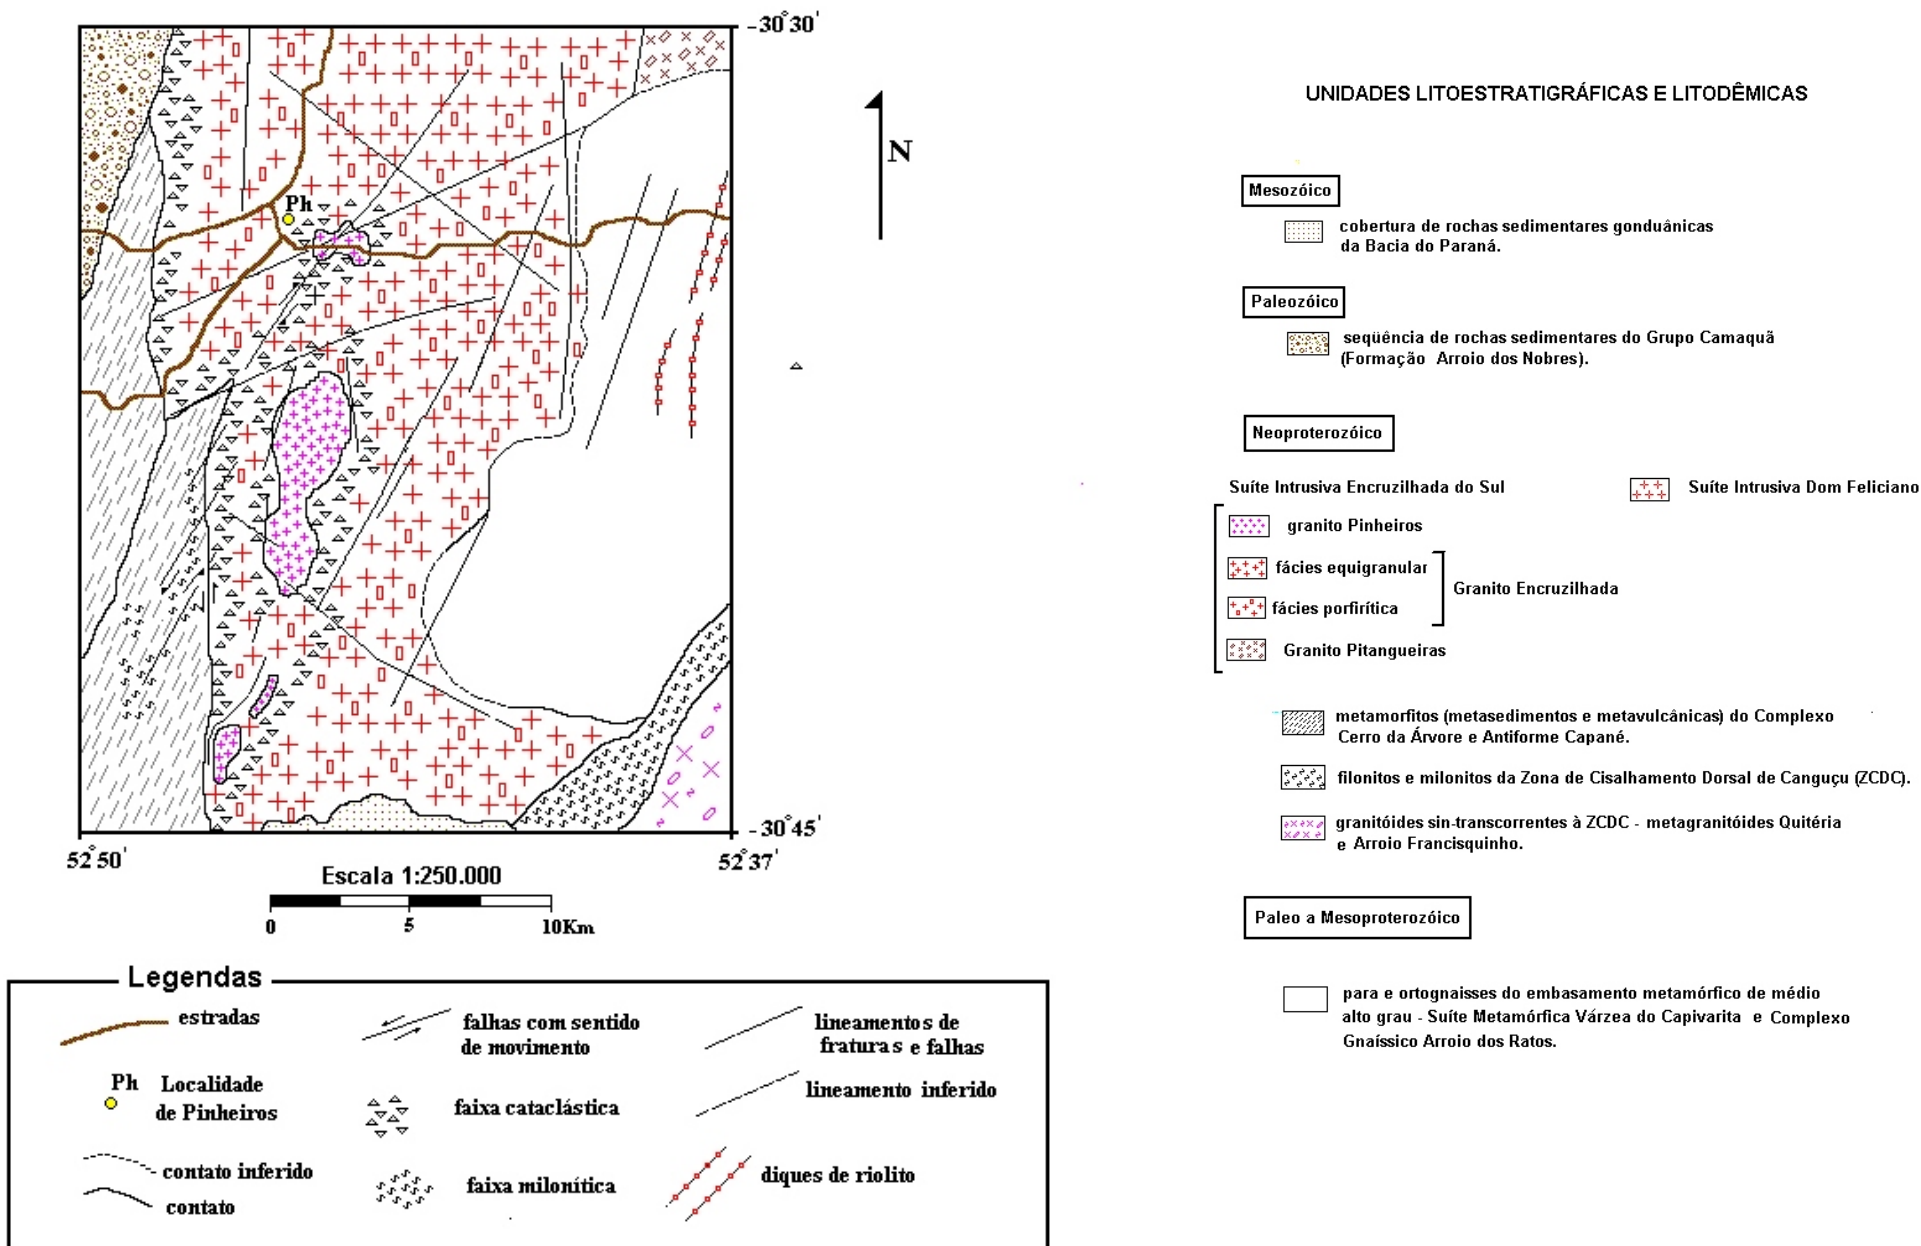 -30°30'
N
Ph
-30°45'
52°50'
52°37'
Escala 1:250.000
0
5
10Km
Legendas
estradas
falhas com sentido
de movimento
lineamentos de
fraturas e falhas
Ph
Localidade
de Pinheiros
faixa cataclástica
lineamento inferido
contato inferido
contato
faixa milonítica
diques de riolito
UNIDADES LITOESTRATIGRÁFICAS E LITODÊMICAS
Mesozóico
cobertura de rochas sedimentares gonduânicas
da Bacia do Paraná.
Paleozóico
seqüência de rochas sedimentares do Grupo Camaquã
(Formação Arroio dos Nobres).
Neoproterozóico
Suíte Intrusiva Encruzilhada do Sul
Suíte Intrusiva Dom Feliciano
granito Pinheiros
fácies equigranular
fácies porfirítica
Granito Encruzilhada
Granito Pitangueiras
metamorfitos (metasedimentos e metavulcânicas) do Complexo
Cerro da Árvore e Antiforme Capané.
filonitos e milonitos da Zona de Cisalhamento Dorsal de Canguçu (ZCDC).
granitóides sin-transcorrentes à ZCDC - metagranitóides Quitéria
e Arroio Francisquinho.
Paleo a Mesoproterozóico
para e ortognaisses do embasamento metamórfico de médio
alto grau - Suíte Metamórfica Várzea do Capivarita e Complexo
Gnaíssico Arroio dos Ratos.